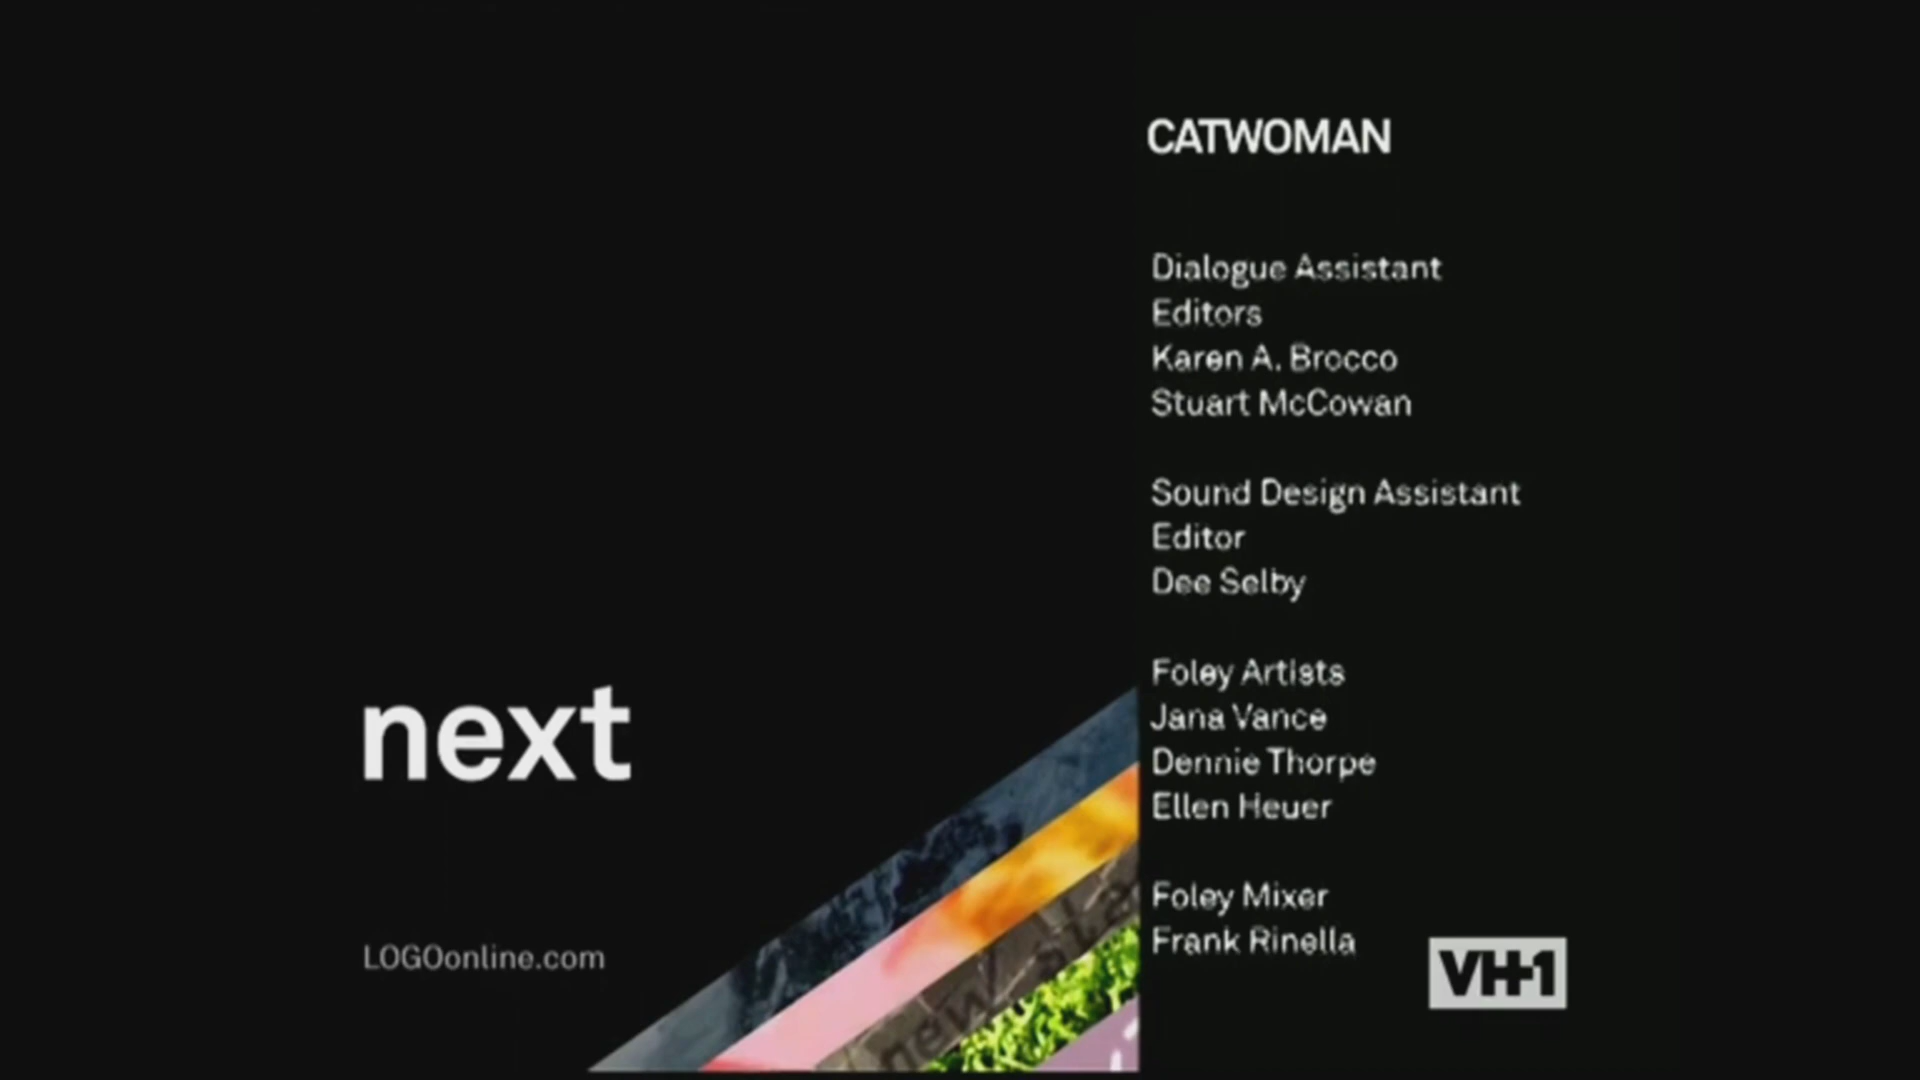 CATWOMAN
Dialogue Assistant
Editors
Karen A. Brocco
Stuart McCowan
Sound Design Assistant
Editor
Dee Selby
Foley Artists
Jana Vance
Dennie Thorpe
Ellen Heuer
Foley Mixer
Frank Rinella
next
LOGOonline.com
new
VH1